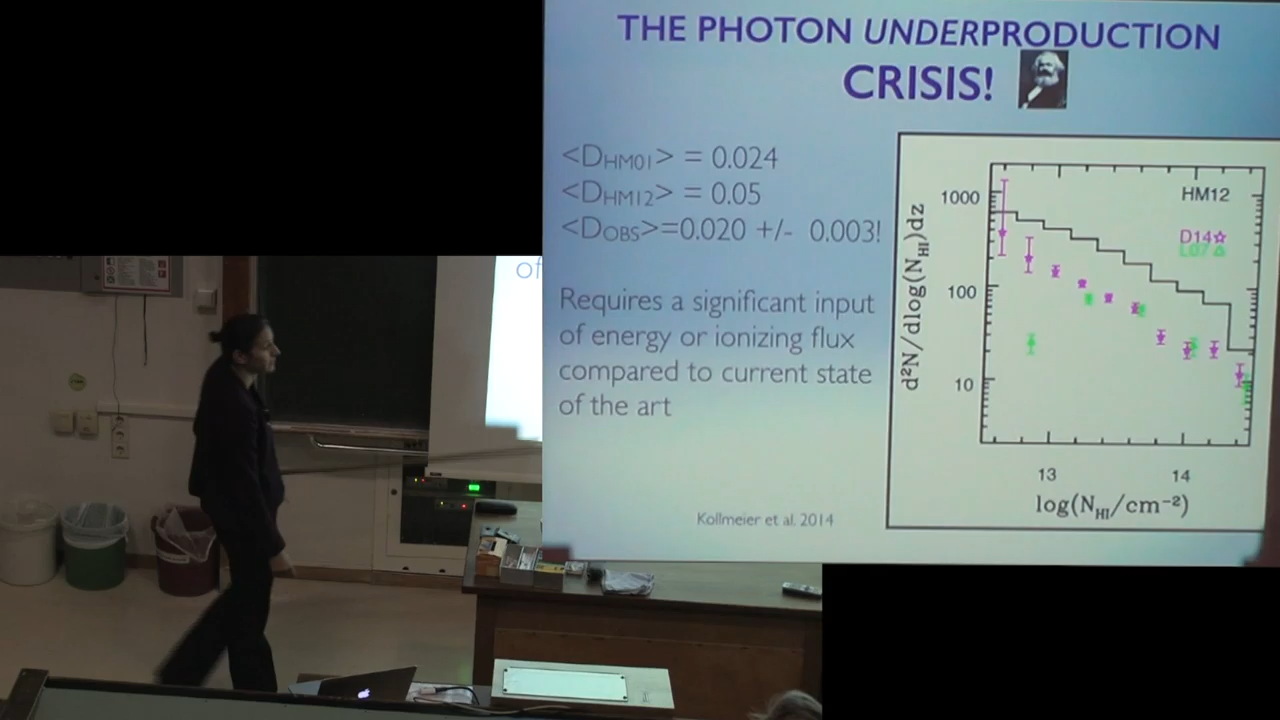 THE PHOTON UNDERPRODUCTION
CRISIS!
<DHM01> = 0.024
<DHM12> = 0.05
<DOBS>=0.020 +/- 0.003!
Requires a significant input
of energy or ionizing flux
compared to current state
of the art
Kollmeier et al. 2014
HM12
D14☆
L07 △
1000
100
10
d²N/dlog(NHI)dz
13
14
log(NHI/cm⁻²)
of